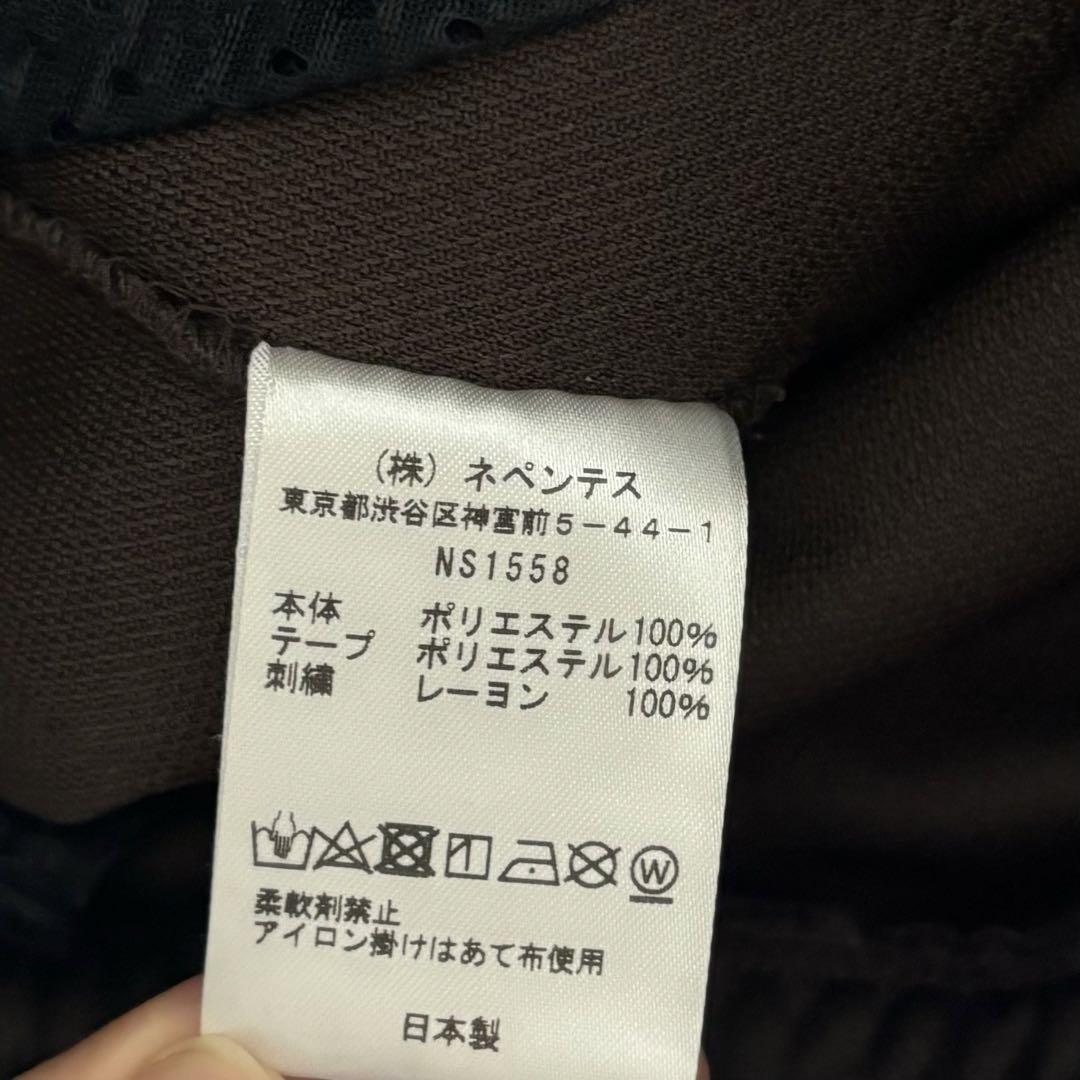 (株) ネペンテス
東京都渋谷区神宮前5-44-1
NS1558
本体 ポリエステル100%
テープ ポリエステル100%
刺繍 レーヨン 100%
W
柔軟剤禁止
アイロン掛けはあて布使用
日本製